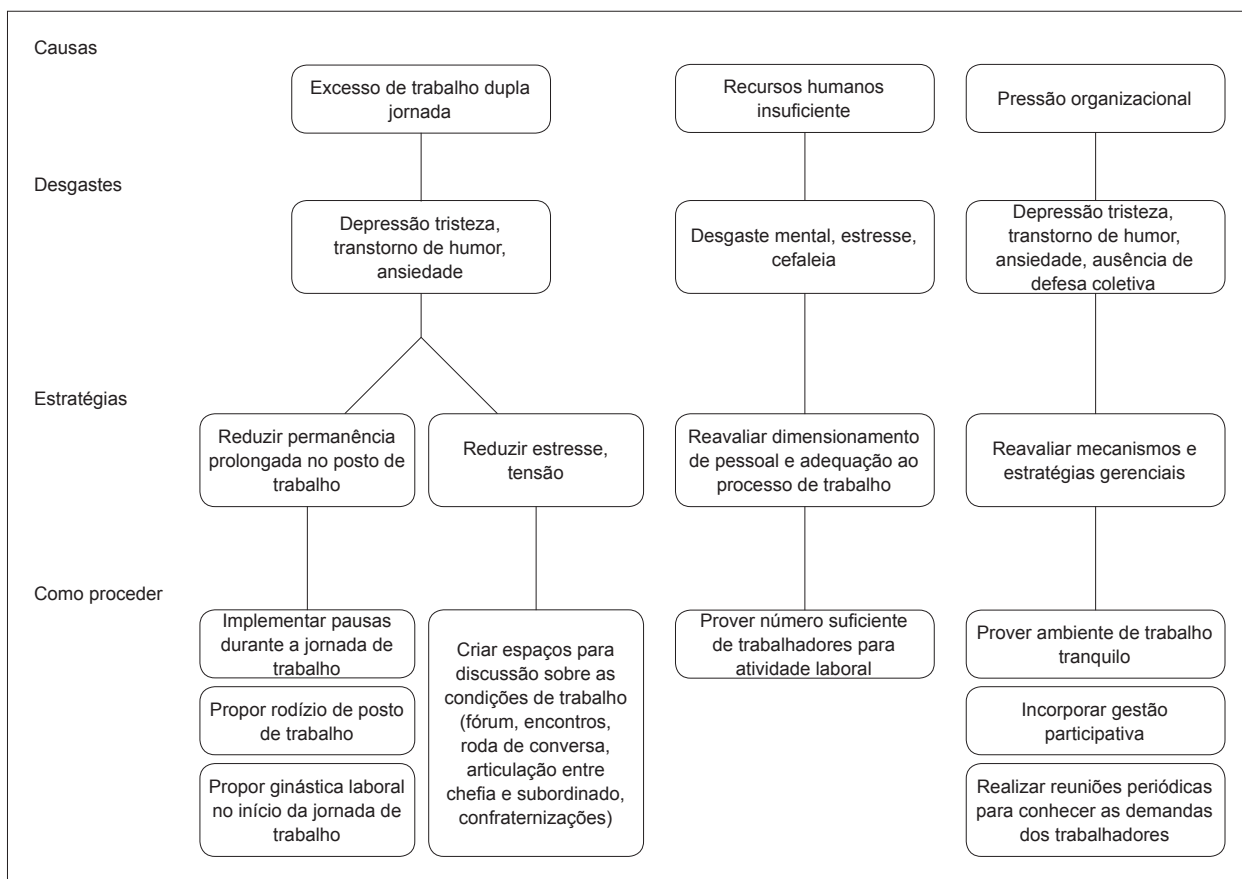 Causas
Excesso de trabalho dupla
jornada
Recursos humanos
insuficiente
Pressão organizacional
Desgastes
Depressão tristeza,
transtorno de humor,
ansiedade
Desgaste mental, estresse,
cefaleia
Depressão tristeza,
transtorno de humor,
ansiedade, ausência de
defesa coletiva
Estratégias
Reduzir permanência
prolongada no posto de
trabalho
Reduzir estresse,
tensão
Reavaliar dimensionamento
de pessoal e adequação ao
processo de trabalho
Reavaliar mecanismos e
estratégias gerenciais
Como proceder
Implementar pausas
durante a jornada de
trabalho
Propor rodízio de posto
de trabalho
Propor ginástica laboral
no início da jornada de
trabalho
Criar espaços para
discussão sobre as
condições de trabalho
(fórum, encontros,
roda de conversa,
articulação entre
chefia e subordinado,
confraternizações)
Prover número suficiente
de trabalhadores para
atividade laboral
Prover ambiente de trabalho
tranquilo
Incorporar gestão
participativa
Realizar reuniões periódicas
para conhecer as demandas
dos trabalhadores